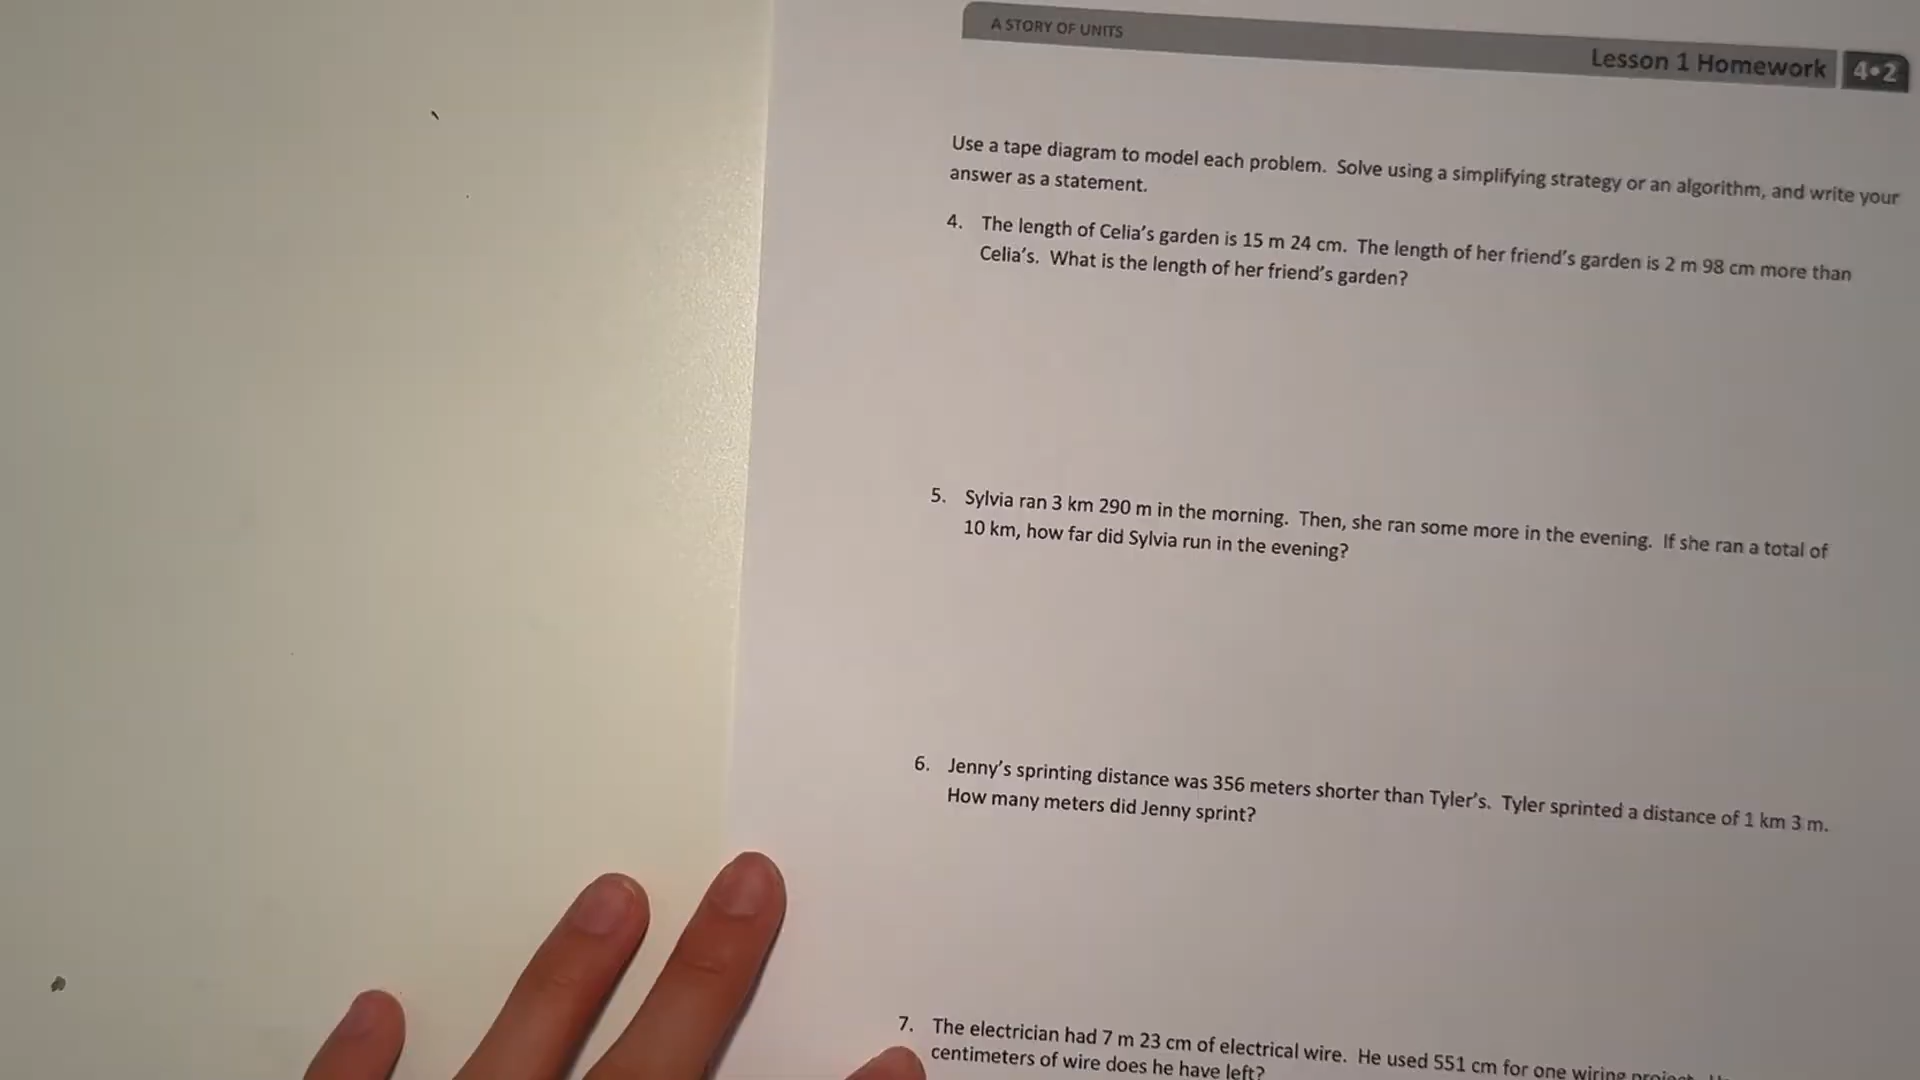 A STORY OF UNITS
Lesson 1 Homework 4•2
Use a tape diagram to model each problem. Solve using a simplifying strategy or an algorithm, and write your
answer as a statement.
4. The length of Celia's garden is 15 m 24 cm. The length of her friend's garden is 2 m 98 cm more than
Celia's. What is the length of her friend's garden?
5. Sylvia ran 3 km 290 m in the morning. Then, she ran some more in the evening. If she ran a total of
10 km, how far did Sylvia run in the evening?
6. Jenny's sprinting distance was 356 meters shorter than Tyler's. Tyler sprinted a distance of 1 km 3 m.
How many meters did Jenny sprint?
7. The electrician had 7 m 23 cm of electrical wire. He used 551 cm for one wiring project.
centimeters of wire does he have left?